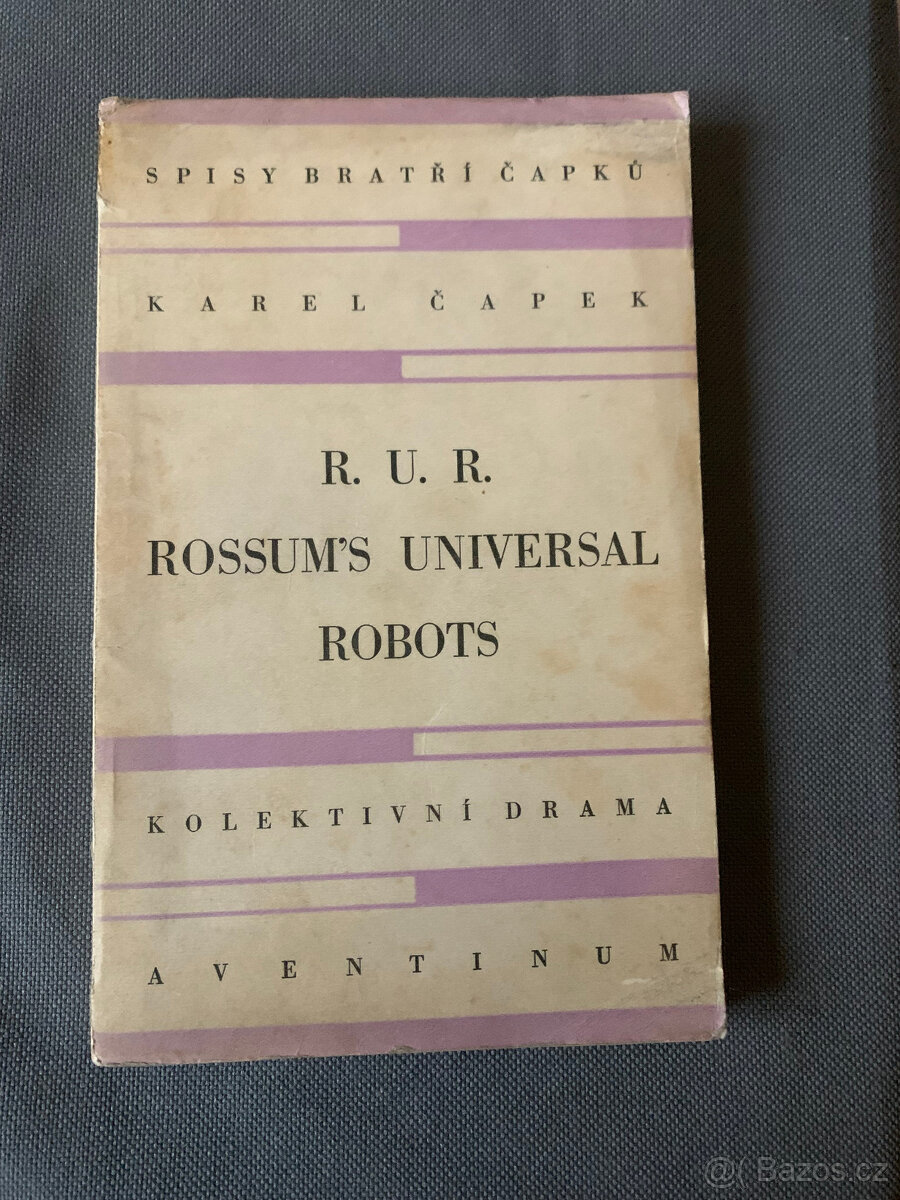 SPISY BRATŘÍ ČAPKŮ
KAREL ČAPEK
R. U. R.
ROSSUM'S UNIVERSAL
ROBOTS
KOLEKTIVNÍ DRAMA
AVENTINUM
@( Bazos.cz